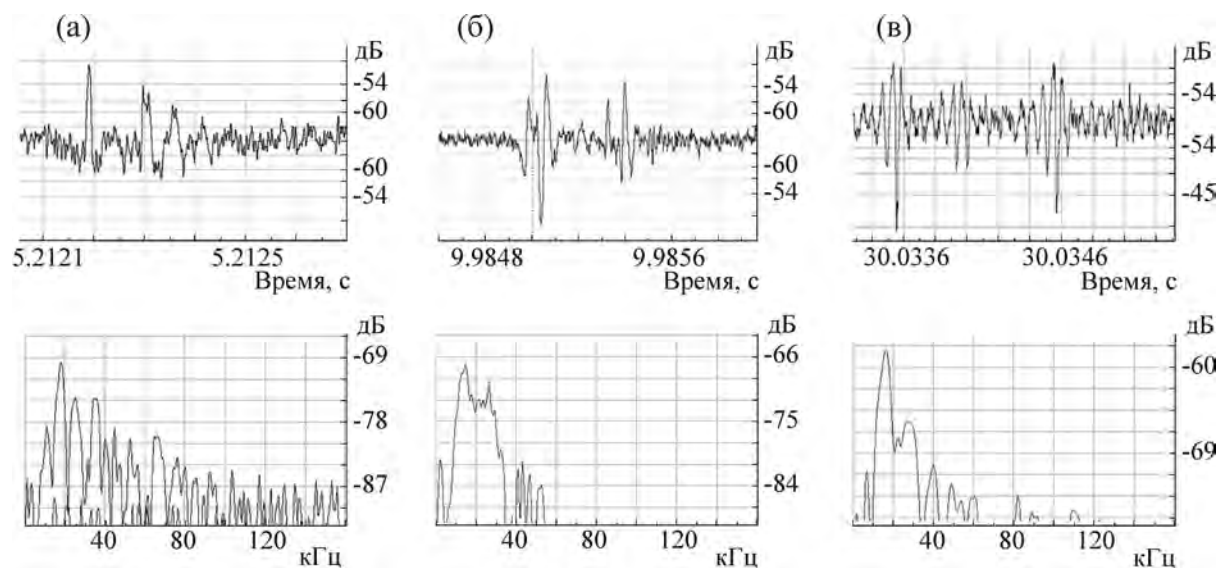 (а)
дБ
-54
-60
-60
-54
5.2121
5.2125
Время, с
(б)
дБ
-54
-60
-60
-54
9.9848
9.9856
Время, с
(в)
дБ
-54
-54
-45
30.0336
30.0346
Время, с
дБ
-69
-78
-87
40
80
120
кГц
дБ
-66
-75
-84
40
80
120
кГц
дБ
-60
-69
40
80
120
кГц